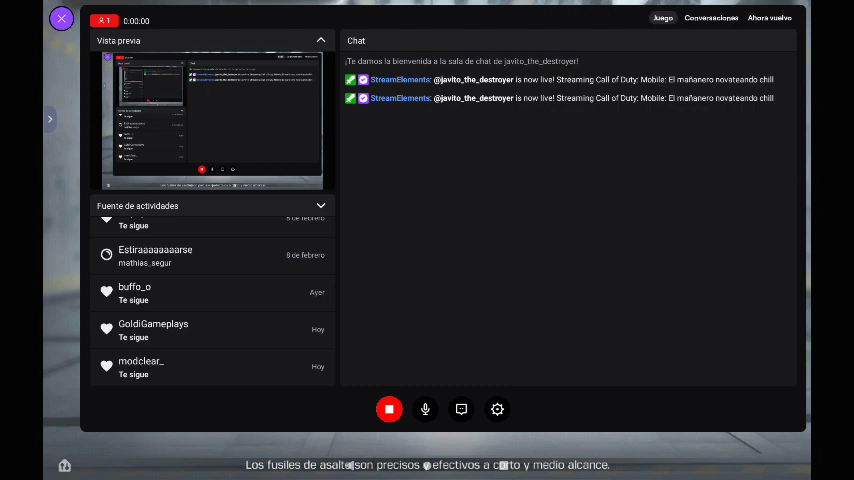 1 0:00:00 Juego Conversaciones Ahora vuelvo
Vista previa
Chat
¡Te damos la bienvenida a la sala de chat de javito_the_destroyer!
StreamElements: @javito_the_destroyer is now live! Streaming Call of Duty: Mobile: El mañanero novateando chill
StreamElements: @javito_the_destroyer is now live! Streaming Call of Duty: Mobile: El mañanero novateando chill
Fuente de actividades
8 de febrero
Te sigue
Estiraaaaaaaarse
mathias_segur
8 de febrero
buffo_o
Te sigue
Ayer
GoldiGameplays
Te sigue
Hoy
modclear_
Te sigue
Hoy
Los fusiles de asalto son precisos y efectivos a corto y medio alcance.